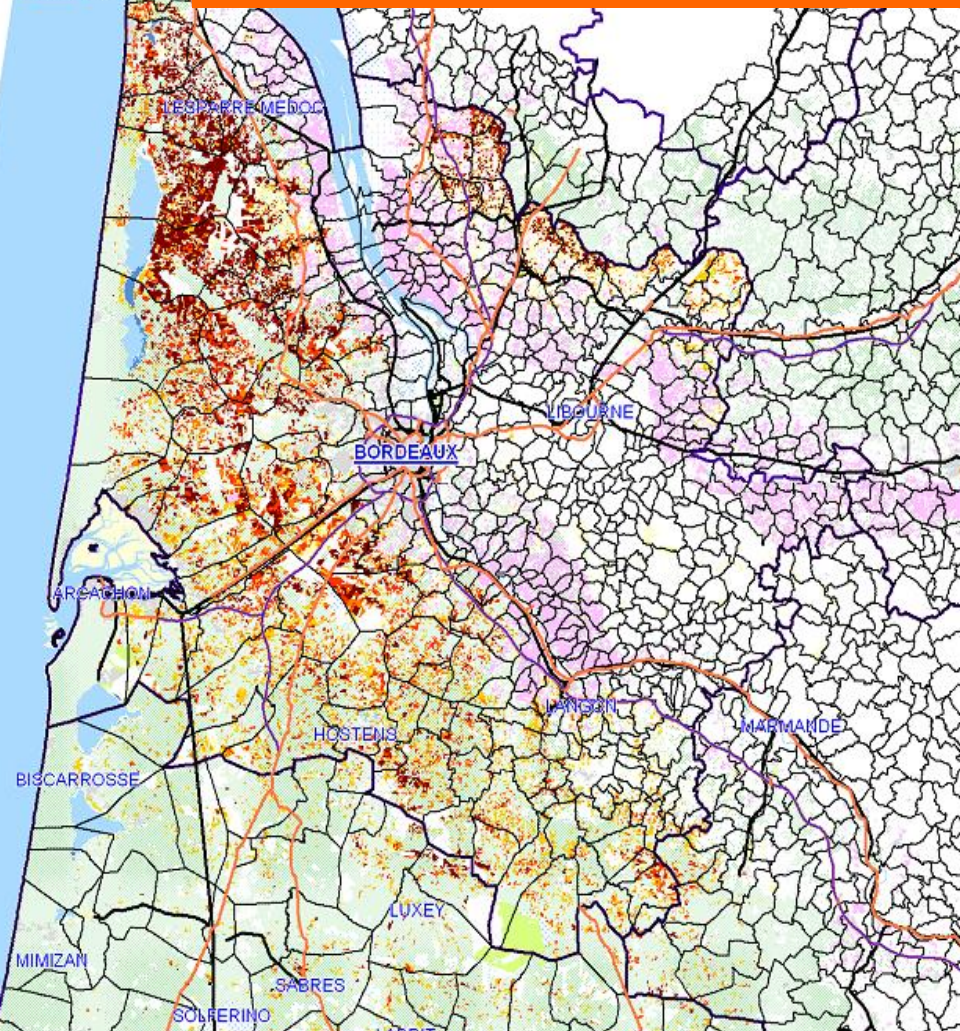 LESPARRE MEDOC
LIBOURNE
BORDEAUX
ARCACHON
LANGON
HOSTENS
MARMANDE
BISCARROSSE
LUXEY
MIMIZAN
SABRES
SOLFERINO